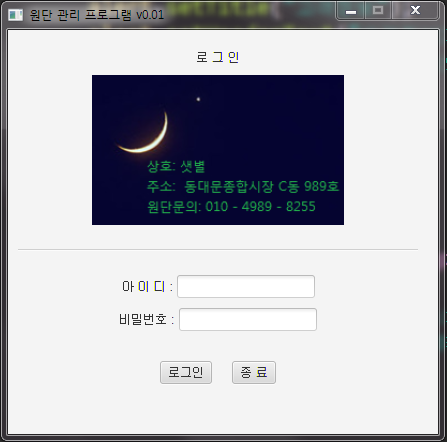 원단 관리 프로그램 v0.01
로 그 인
상호: 샛별
주소: 동대문종합시장 C동 989호
원단문의: 010 - 4989 - 8255
아 이 디 :
비밀번호 :
로그인 종 료